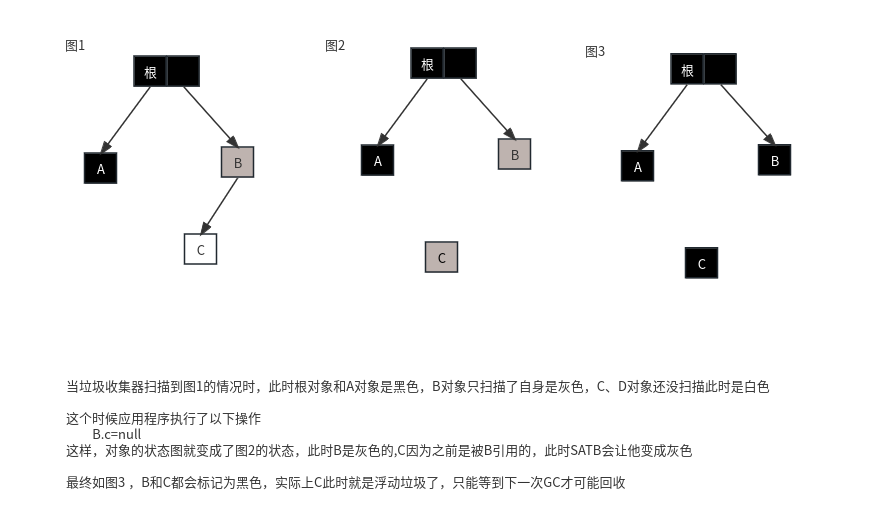 图1
图2
图3
根
根
根
A
B
A
B
A
B
C
C
C
当垃圾收集器扫描到图1的情况时，此时根对象和A对象是黑色，B对象只扫描了自身是灰色，C、D对象还没扫描此时是白色
这个时候应用程序执行了以下操作
B.c=null
这样，对象的状态图就变成了图2的状态，此时B是灰色的,C因为之前是被B引用的，此时SATB会让他变成灰色
最终如图3 ，B和C都会标记为黑色，实际上C此时就是浮动垃圾了，只能等到下一次GC才可能回收